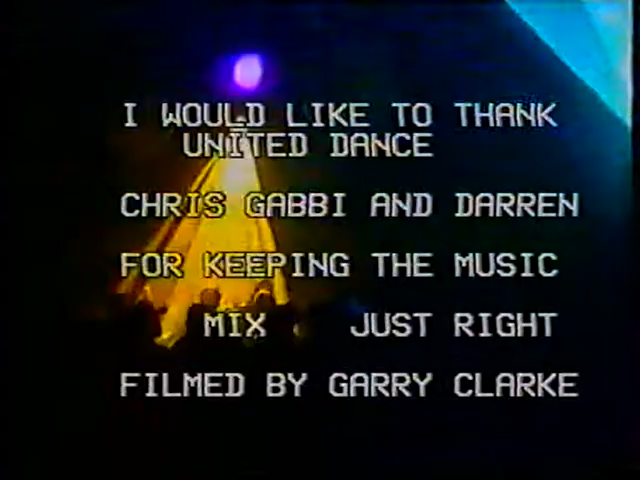 I WOULD LIKE TO THANK
UNITED DANCE
CHRIS GABBI AND DARREN
FOR KEEPING THE MUSIC
MIX JUST RIGHT
FILMED BY GARRY CLARKE